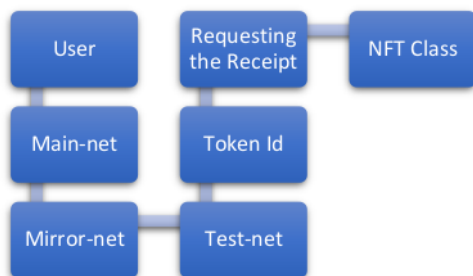 User
Main-net
Mirror-net
Test-net
Token Id
Requesting
the Receipt
NFT Class